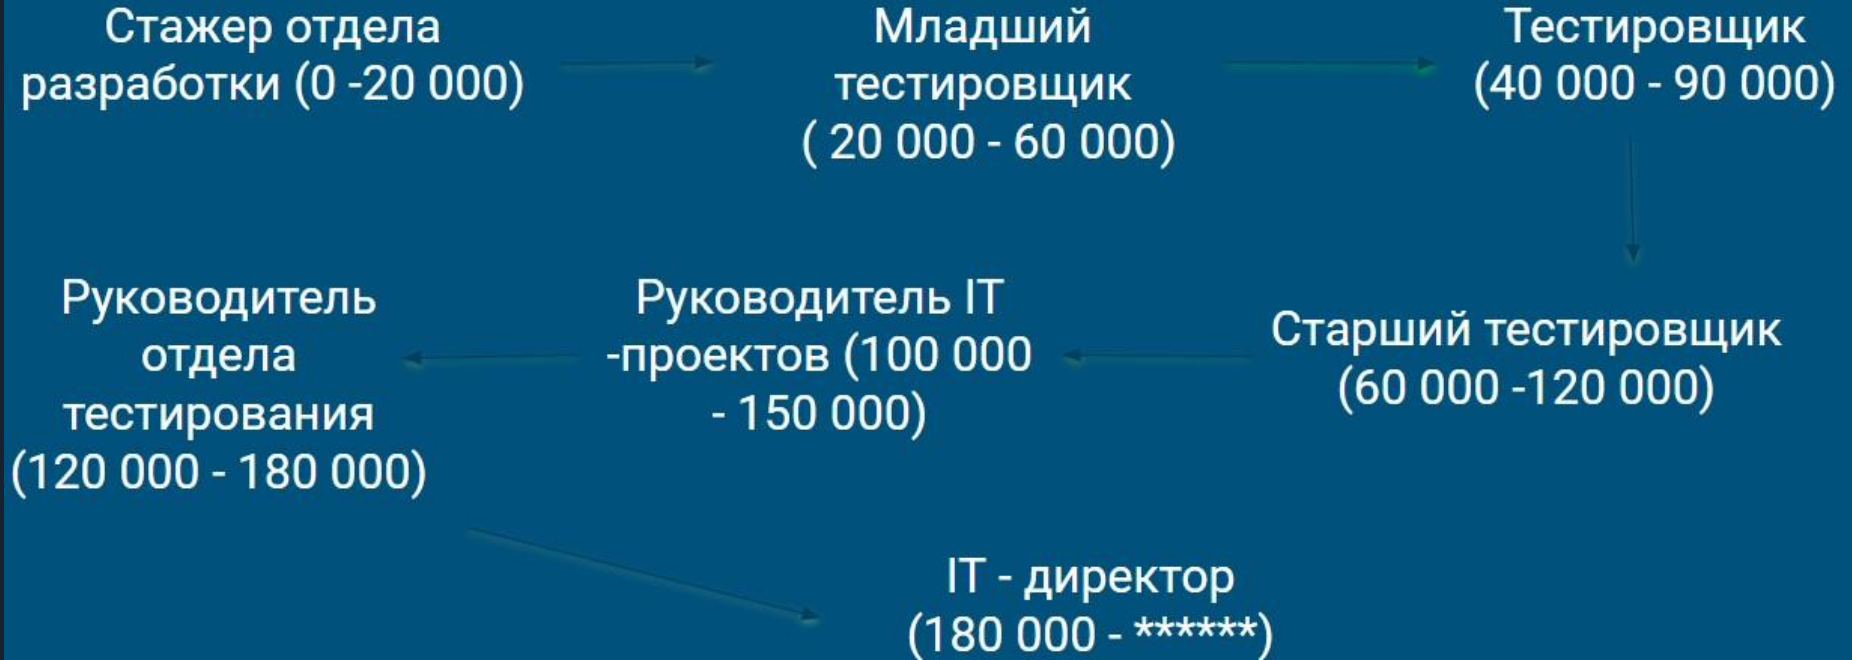 Стажер отдела
разработки (0 -20 000)
Младший
тестировщик
( 20 000 - 60 000)
Тестировщик
(40 000 - 90 000)
Старший тестировщик
(60 000 -120 000)
Руководитель IT
-проектов (100 000
- 150 000)
Руководитель
отдела
тестирования
(120 000 - 180 000)
IT - директор
(180 000 - ******)